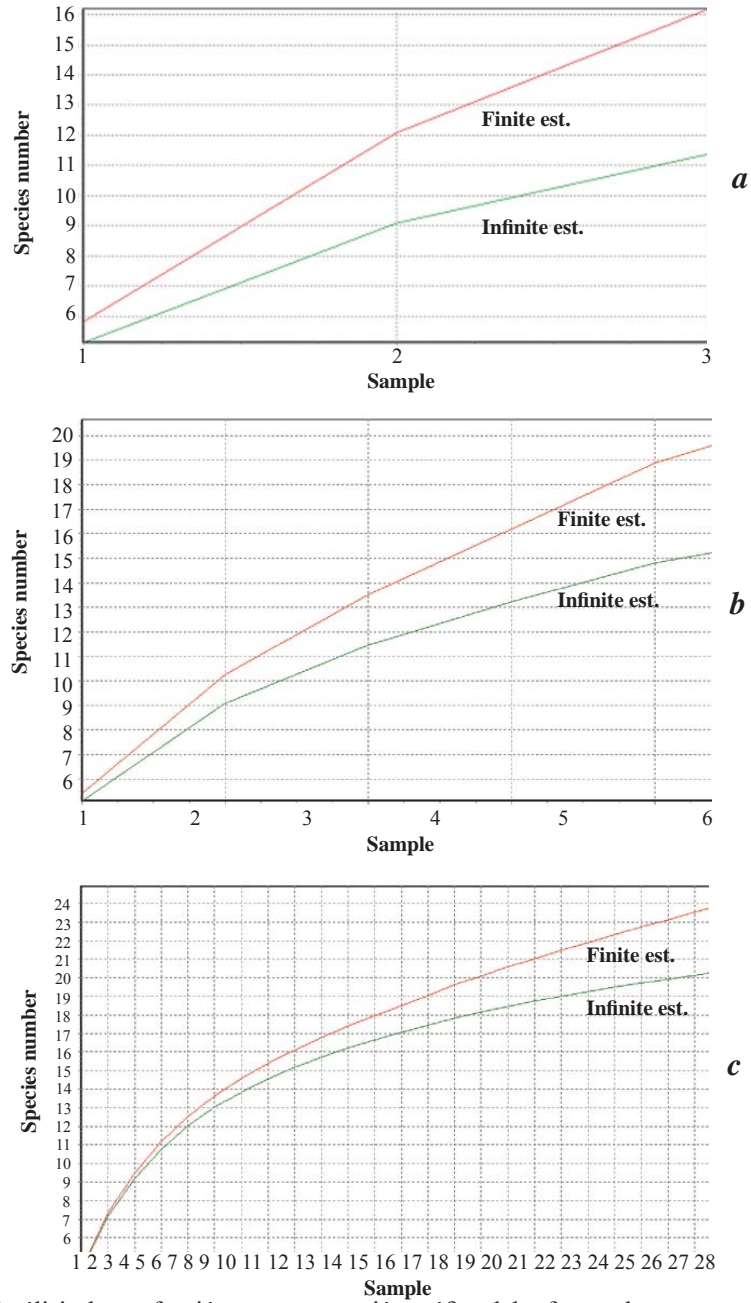 16
15
14
13
12
11
10
9
8
7
6
Species number
Finite est.
Infinite est.
a
1 2 3
Sample
20
19
18
17
16
15
14
13
12
11
10
9
8
7
6
Species number
Finite est.
Infinite est.
b
1 2 3 4 5 6
Sample
24
23
22
21
20
19
18
17
16
15
14
13
12
11
10
9
8
7
6
Species number
Finite est.
Infinite est.
c
1 2 3 4 5 6 7 8 9 10 11 12 13 14 15 16 17 18 19 20 21 22 23 24 25 26 27 28
Sample